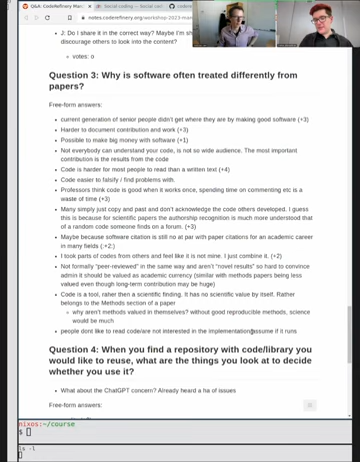 Q&A: CodeRefinery
Social coding
notes.coderefinery.org/workshop-2023-mar
J: Do I share it in the correct way? Maybe I'm sh
discourage others to look into the content?
votes: 0
Question 3: Why is software often treated differently from
papers?
Free-form answers:
current generation of senior people didn't get where they are by making good software (+3)
Harder to document contribution and work (+3)
Possible to make big money with software (+1)
Not everybody can understand your code, is not so wide audience. The most important
contribution is the results from the code
Code is harder for most people to read than a written text (+4)
Code easier to falsify / find problems with.
Professors think code is good when it works once, spending time on commenting etc is a
waste of time (+3)
Many just copy and past and don't acknowledge the code others developed. I guess
this is because for scientific papers the authorship recognition is much more understood that
of a random code someone finds on a forum. (+3)
Maybe because software citation is still no at par with paper citations for an academic career
in many fields (:+2:)
I took parts of codes from others and feel like it is not mine. I just combine it. (+2)
Not formally "peer-reviewed" in the same way and aren't "novel results" so hard to convince
admin it should be valued as academic currency (similar with methods papers being less
valued even though long-term contribution may be huge)
Code is a tool, rather then a scientific finding. It has no scientific value by itself. Rather
belongs to the Methods section of a paper
why aren't methods valued in themselves? without good reproducible methods, science
would be much
people dont like to read code/are not interested in the implementation/assume if it runs
Question 4: When you find a repository with code/library you
would like to reuse, what are the things you look at to decide
whether you use it?
What about the ChatGPT concern? Already heard a ha of issues
Free-form answers:
nixos:~/course
$
ls -l